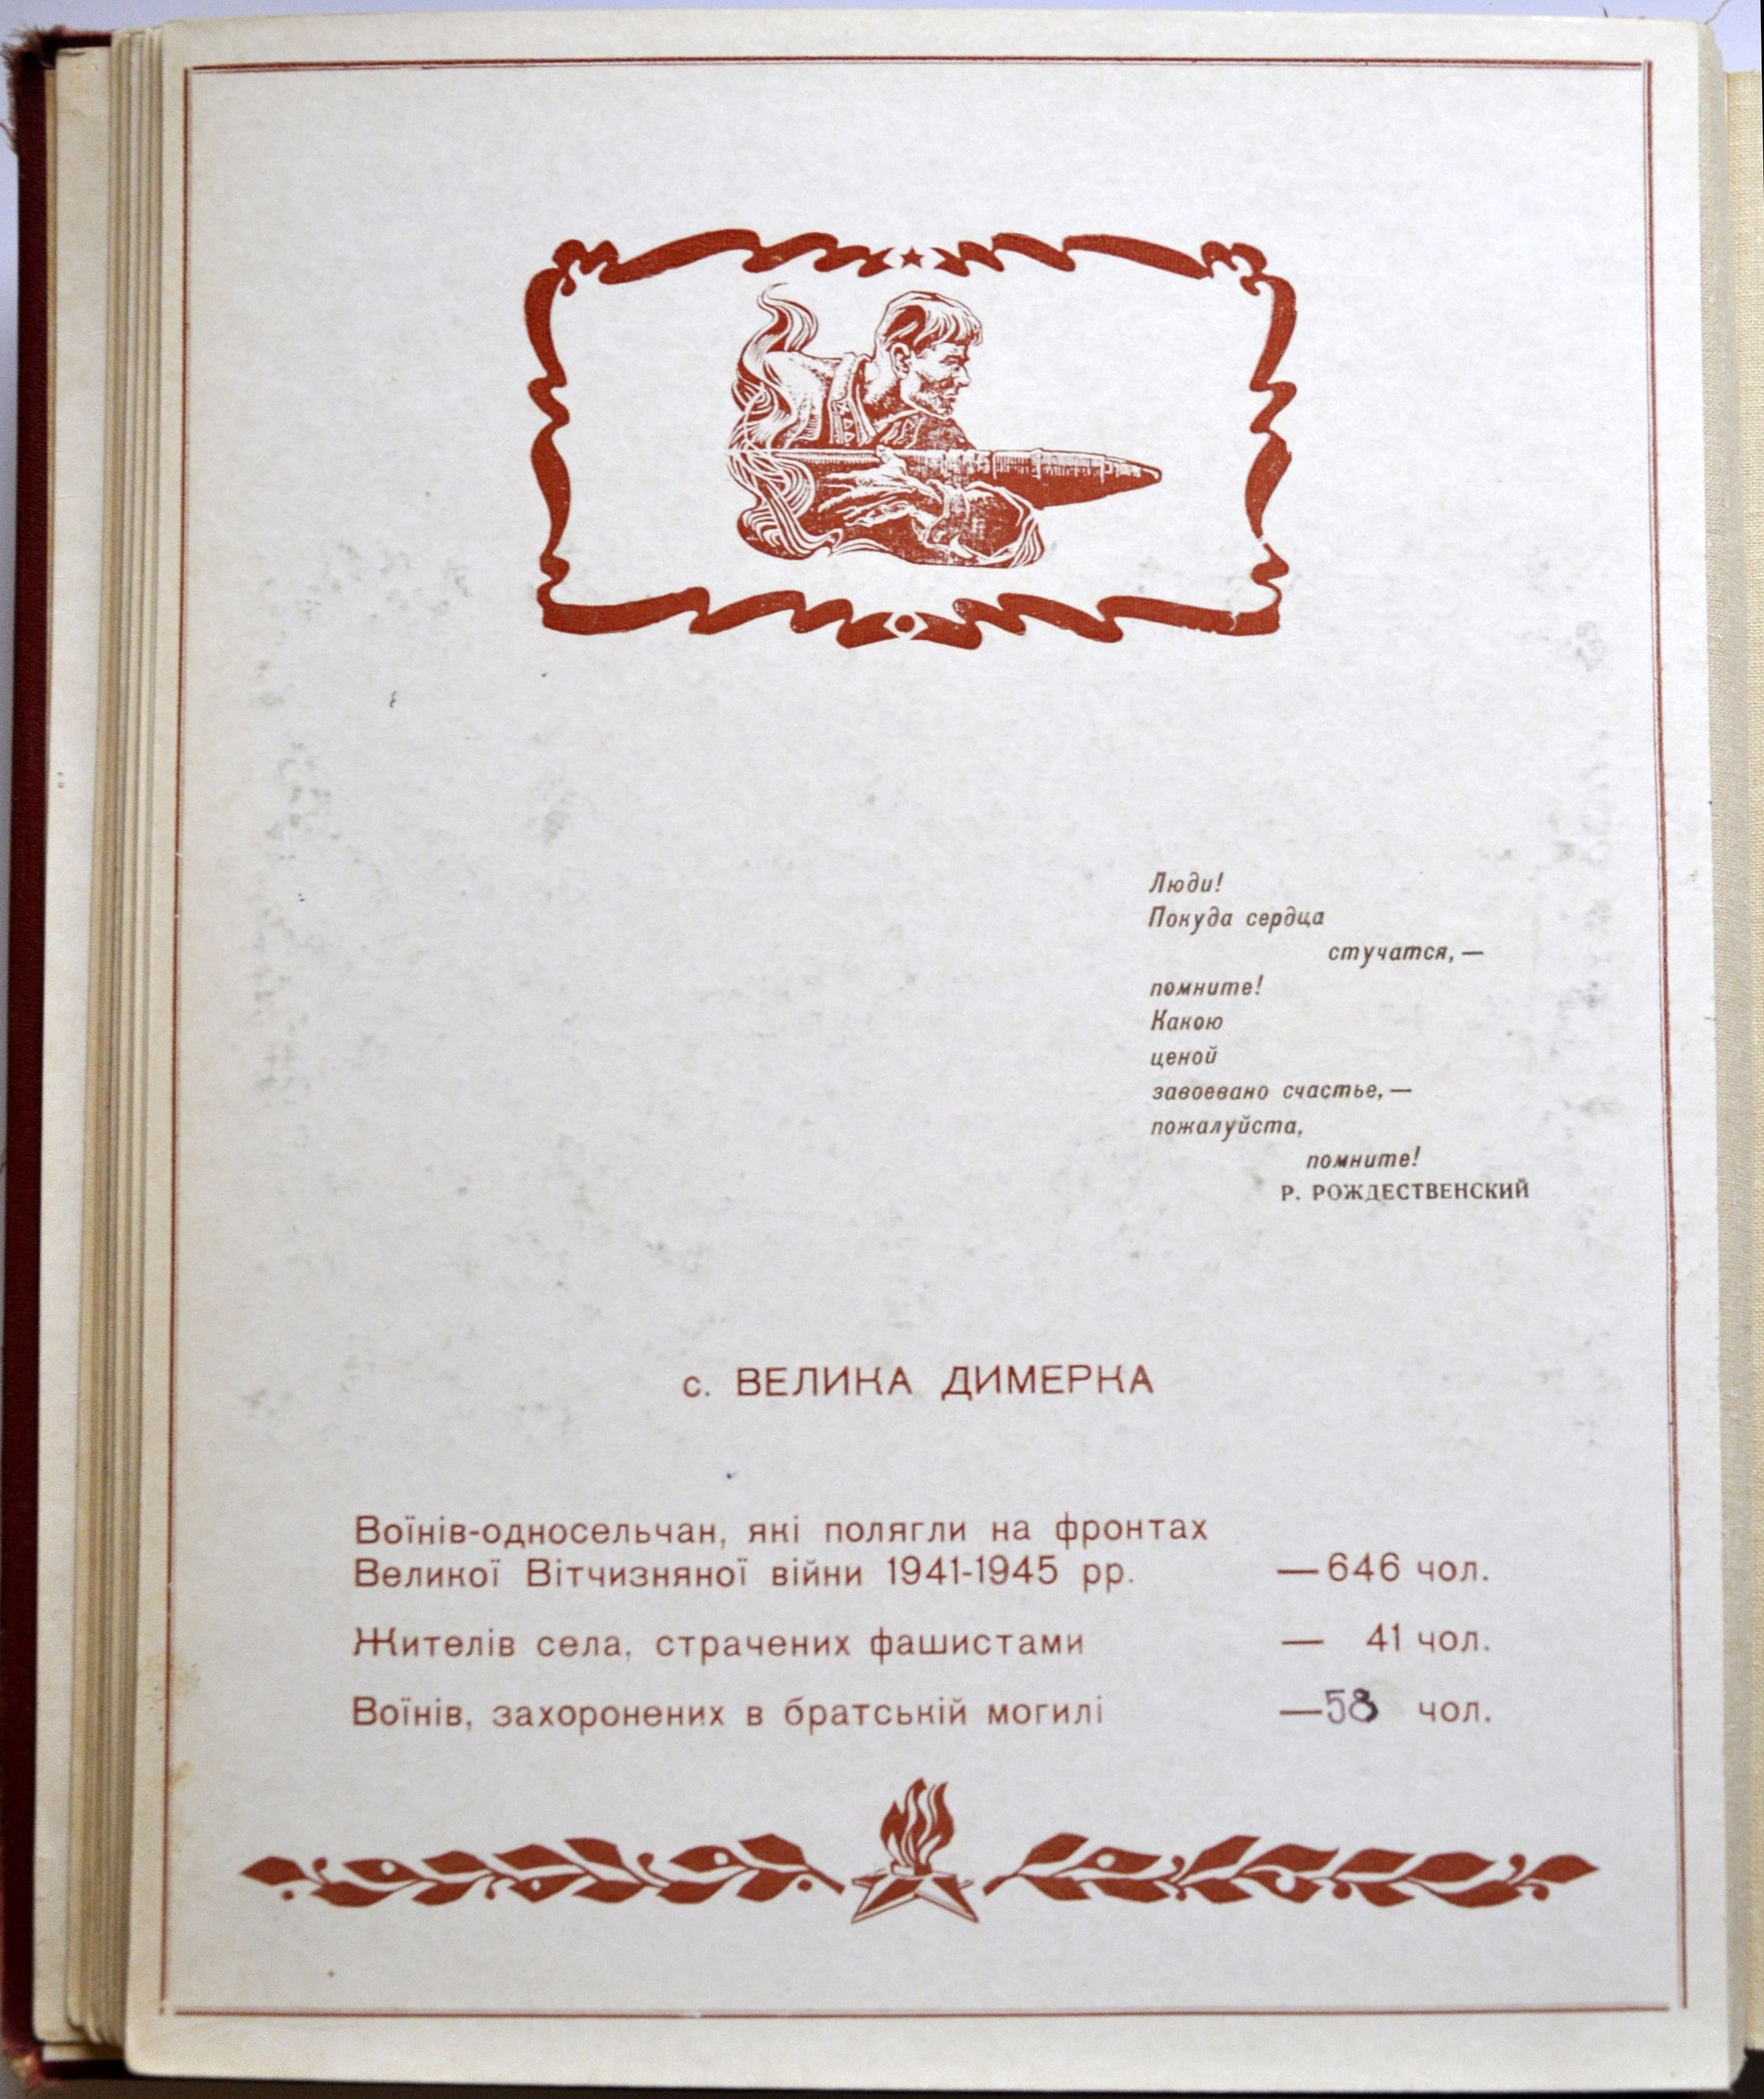 Люди!
Покуда сердца
стучатся, —
помните!
Какою
ценой
завоевано счастье, —
пожалуйста,
помните!
Р. РОЖДЕСТВЕНСКИЙ
с. ВЕЛИКА ДИМЕРКА
Воїнів-односельчан, які полягли на фронтах
Великої Вітчизняної війни 1941-1945 рр. — 646 чол.
Жителів села, страчених фашистами — 41 чол.
Воїнів, захоронених в братській могилі — 58 чол.